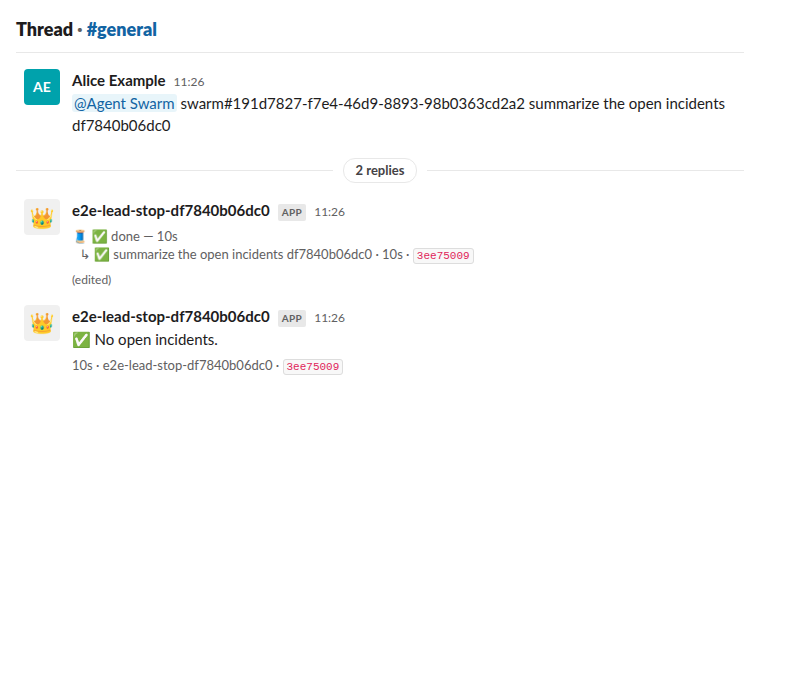 Thread • #general
AE
Alice Example 11:26
@Agent Swarm swarm#191d7827-f7e4-46d9-8893-98b0363cd2a2 summarize the open incidents
df7840b06dc0
2 replies
e2e-lead-stop-df7840b06dc0 APP 11:26
🧵 ✅ done — 10s
↳ ✅ summarize the open incidents df7840b06dc0 · 10s · 3ee75009
(edited)
e2e-lead-stop-df7840b06dc0 APP 11:26
✅ No open incidents.
10s · e2e-lead-stop-df7840b06dc0 · 3ee75009